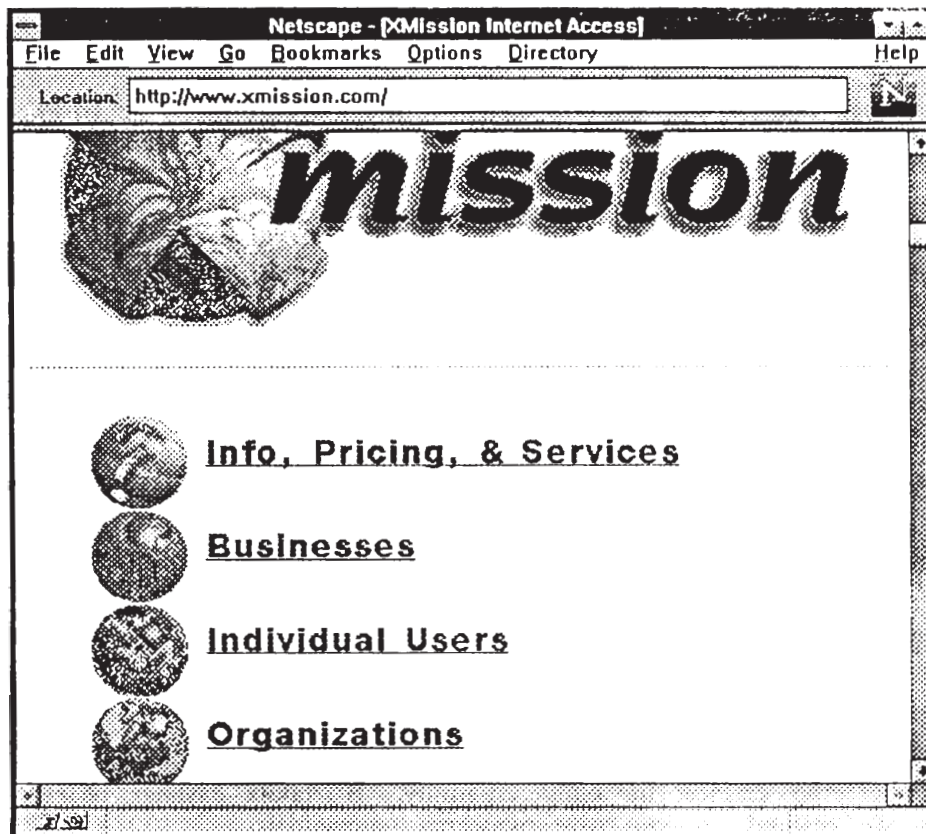 Netscape - [XMission Internet Access]
File Edit View Go Bookmarks Options Directory Help
Location: http://www.xmission.com/
N
mission
Info, Pricing, & Services
Businesses
Individual Users
Organizations